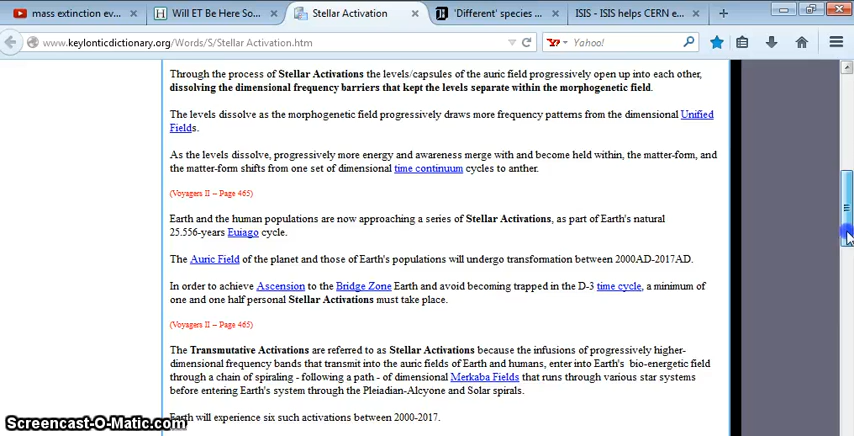 mass extinction ev...
Will ET Be Here So...
Stellar Activation
'Different' species ...
ISIS - ISIS helps CERN e...
www.keylonticdictionary.org/Words/S/Stellar Activation.htm
Yahoo!
Through the process of Stellar Activations the levels/capsules of the auric field progressively open up into each other,
dissolving the dimensional frequency barriers that kept the levels separate within the morphogenetic field.
The levels dissolve as the morphogenetic field progressively draws more frequency patterns from the dimensional Unified
Fields.
As the levels dissolve, progressively more energy and awareness merge with and become held within, the matter-form, and
the matter-form shifts from one set of dimensional time continuum cycles to anther.
(Voyagers II – Page 465)
Earth and the human populations are now approaching a series of Stellar Activations, as part of Earth's natural
25.556-years Euiago cycle.
The Auric Field of the planet and those of Earth's populations will undergo transformation between 2000AD-2017AD.
In order to achieve Ascension to the Bridge Zone Earth and avoid becoming trapped in the D-3 time cycle, a minimum of
one and one half personal Stellar Activations must take place.
(Voyagers II – Page 465)
The Transmutative Activations are referred to as Stellar Activations because the infusions of progressively higher-
dimensional frequency bands that transmit into the auric fields of Earth and humans, enter into Earth's  bio-energetic field
through a chain of spiraling - following a path - of dimensional Merkaba Fields that runs through various star systems
before entering Earth's system through the Pleiadian-Alcyone and Solar spirals.
Earth will experience six such activations between 2000-2017.
Screencast-O-Matic.com